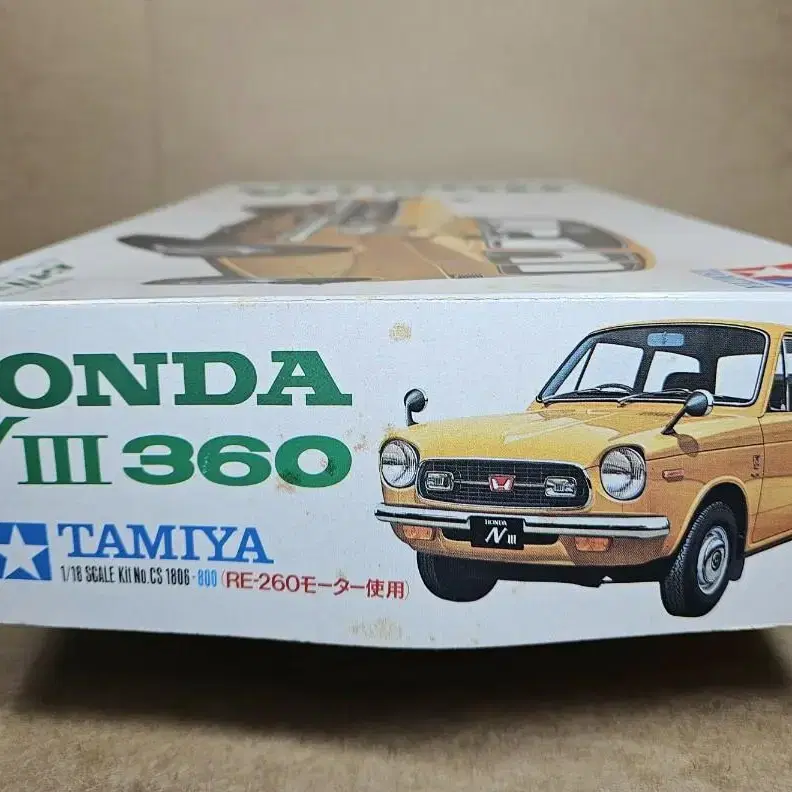 ONDA
III 360
TAMIYA
1/18 SCALE Kit No.CS 1806-800 (RE-260モーター使用)
HONDA
N III